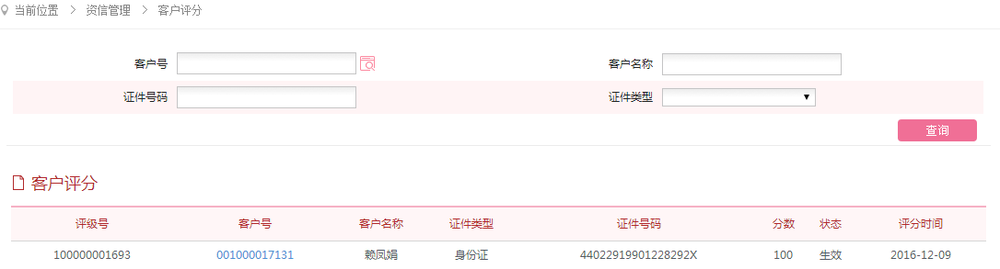 当前位置 > 资信管理 > 客户评分
客户号 客户名称
证件号码 证件类型
查询
客户评分
评级号 客户号 客户名称 证件类型 证件号码 分数 状态 评分时间
100000001693 001000017131 赖凤娟 身份证 44022919901228292X 100 生效 2016-12-09